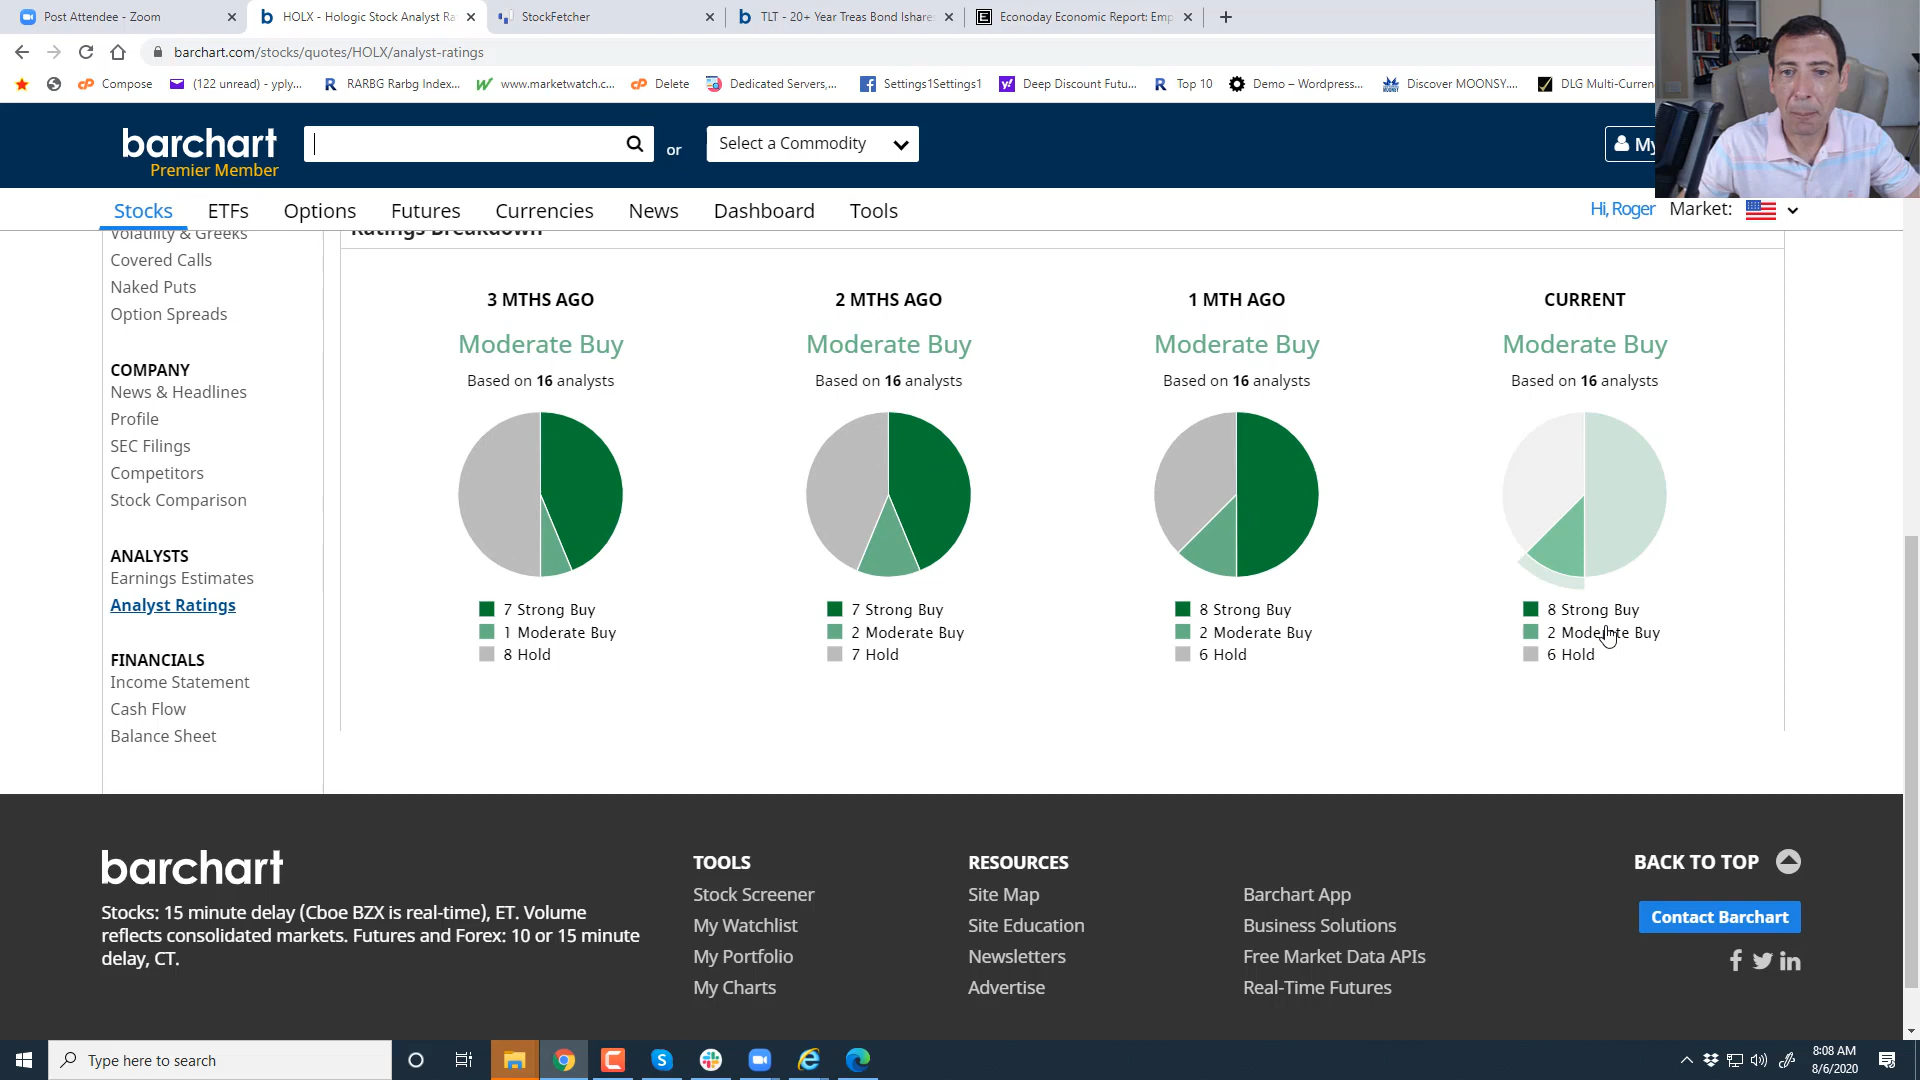 Post Attendee - Zoom
HOLX - Hologic Stock Analyst Ra
StockFetcher
TLT - 20+ Year Treas Bond Ishare
Econoday Economic Report: Emp
barchart.com/stocks/quotes/HOLX/analyst-ratings
Compose
(122 unread) - yply...
RARBG Rarbg Index...
www.marketwatch.c...
Delete
Dedicated Servers,...
Settings1Settings1
Deep Discount Futu...
Top 10
Demo – Wordpress...
Discover MOONSY....
DLG Multi-Curren
barchart
Premier Member
or
Select a Commodity
My
Stocks
ETFs
Options
Futures
Currencies
News
Dashboard
Tools
Hi, Roger
Market:
Volatility & Greeks
Covered Calls
Naked Puts
Option Spreads
COMPANY
News & Headlines
Profile
SEC Filings
Competitors
Stock Comparison
ANALYSTS
Earnings Estimates
Analyst Ratings
FINANCIALS
Income Statement
Cash Flow
Balance Sheet
Ratings Breakdown
3 MTHS AGO
Moderate Buy
Based on 16 analysts
7 Strong Buy
1 Moderate Buy
8 Hold
2 MTHS AGO
Moderate Buy
Based on 16 analysts
7 Strong Buy
2 Moderate Buy
7 Hold
1 MTH AGO
Moderate Buy
Based on 16 analysts
8 Strong Buy
2 Moderate Buy
6 Hold
CURRENT
Moderate Buy
Based on 16 analysts
8 Strong Buy
2 Moderate Buy
6 Hold
barchart
Stocks: 15 minute delay (Cboe BZX is real-time), ET. Volume
reflects consolidated markets. Futures and Forex: 10 or 15 minute
delay, CT.
TOOLS
Stock Screener
My Watchlist
My Portfolio
My Charts
RESOURCES
Site Map
Site Education
Newsletters
Advertise
Barchart App
Business Solutions
Free Market Data APIs
Real-Time Futures
BACK TO TOP
Contact Barchart
Type here to search
8:08 AM
8/6/2020